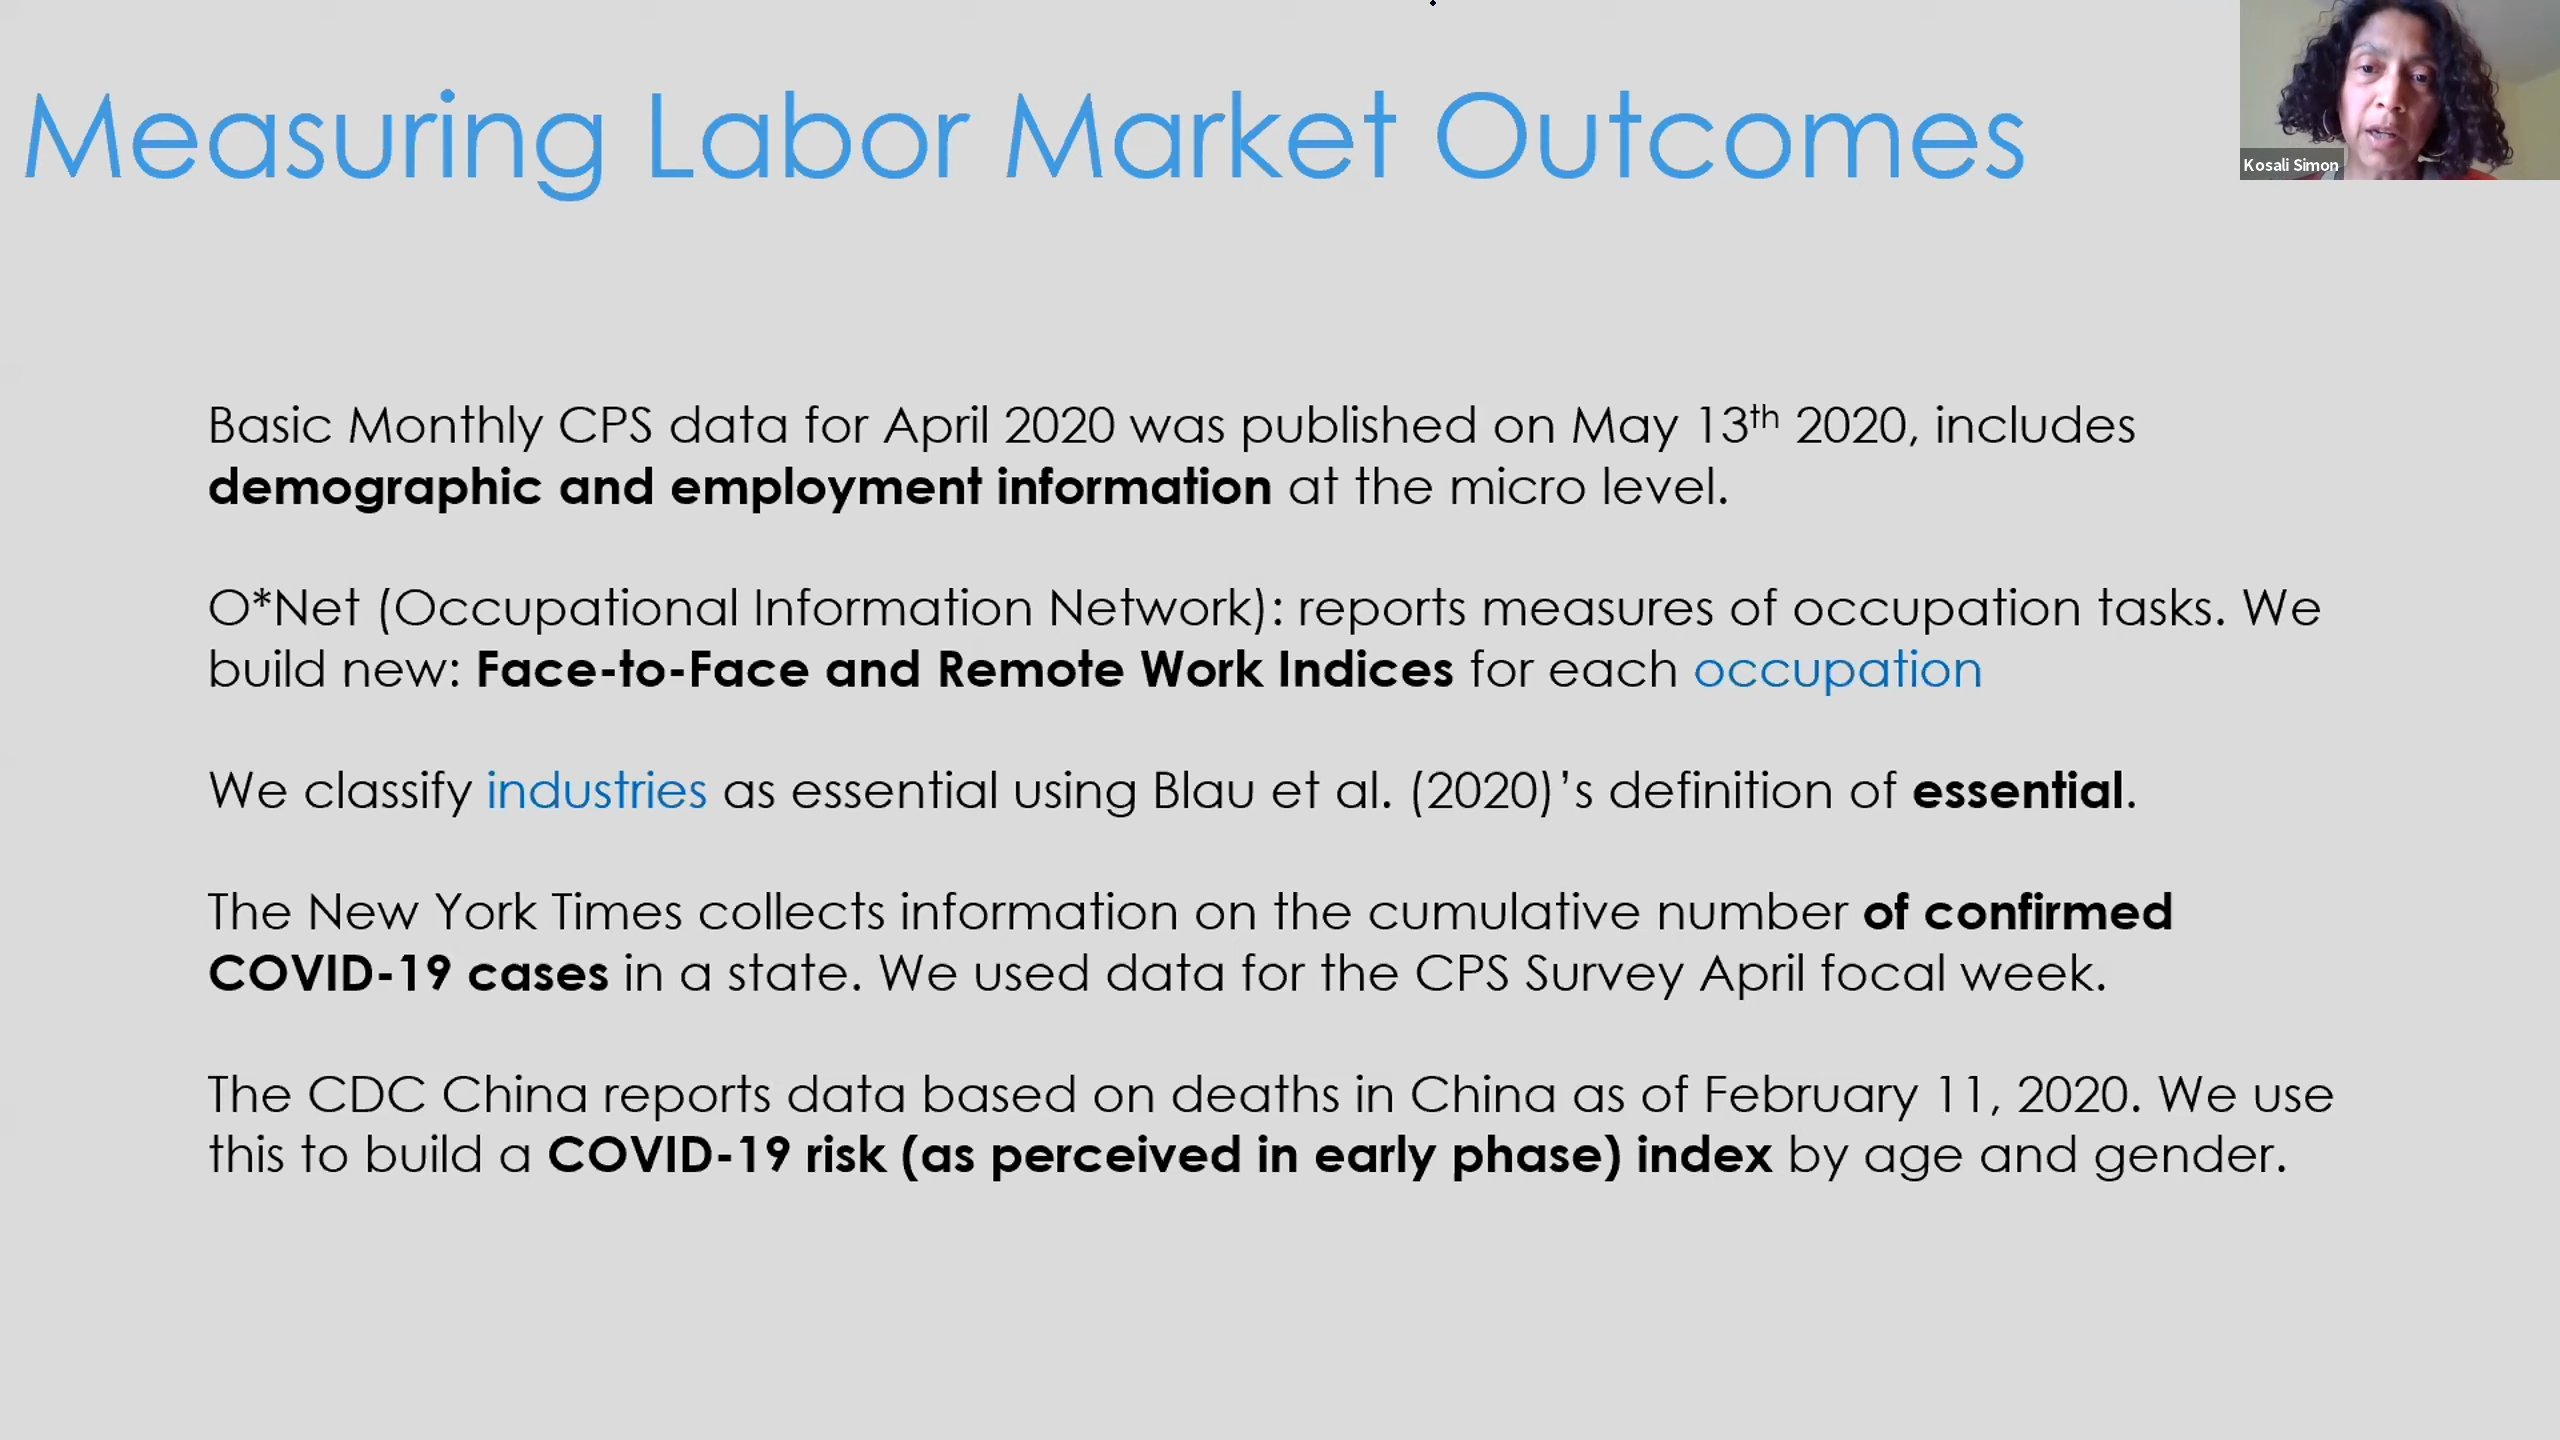 Measuring Labor Market Outcomes
Kosali Simon
Basic Monthly CPS data for April 2020 was published on May 13th 2020, includes
demographic and employment information at the micro level.
O*Net (Occupational Information Network): reports measures of occupation tasks. We
build new: Face-to-Face and Remote Work Indices for each occupation
We classify industries as essential using Blau et al. (2020)’s definition of essential.
The New York Times collects information on the cumulative number of confirmed
COVID-19 cases in a state. We used data for the CPS Survey April focal week.
The CDC China reports data based on deaths in China as of February 11, 2020. We use
this to build a COVID-19 risk (as perceived in early phase) index by age and gender.